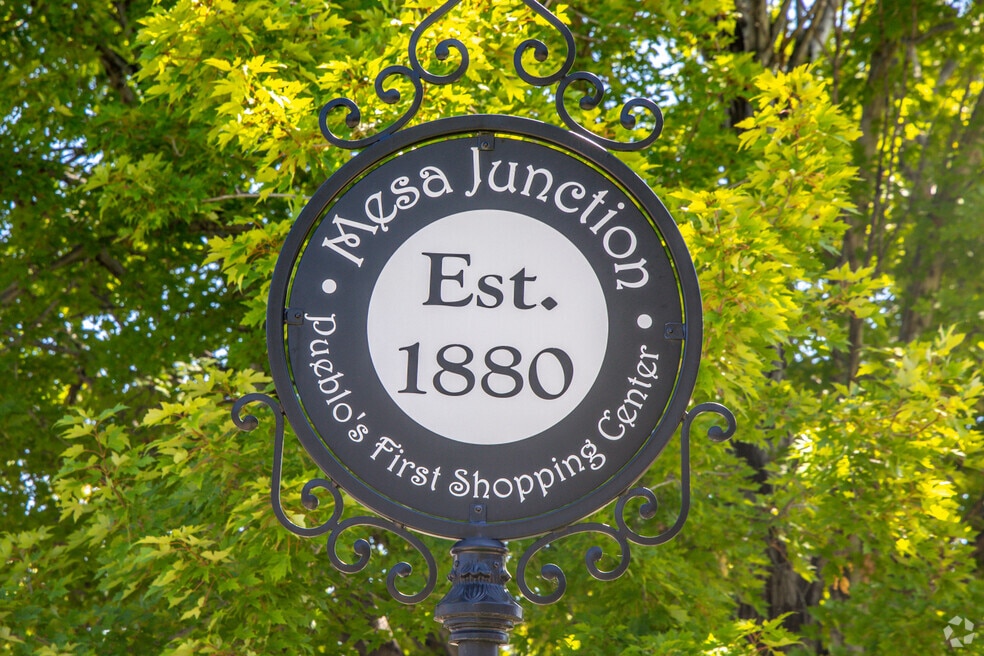 Mesa Junction
Est.
1880
pueblo's First Shopping Center